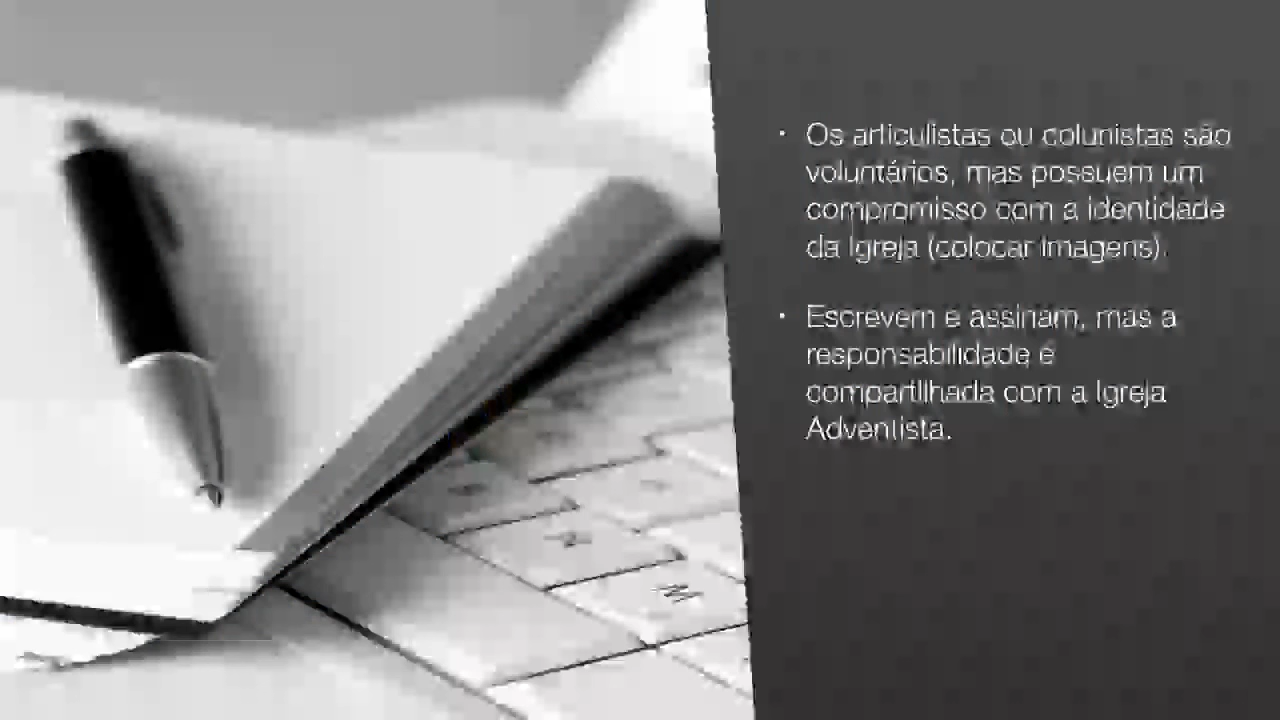 • Os articulistas ou colunistas são
voluntários, mas possuem um
compromisso com a identidade
da Igreja (colocar imagens).
• Escrevem e assinam, mas a
responsabilidade é
compartilhada com a Igreja
Adventista.
M